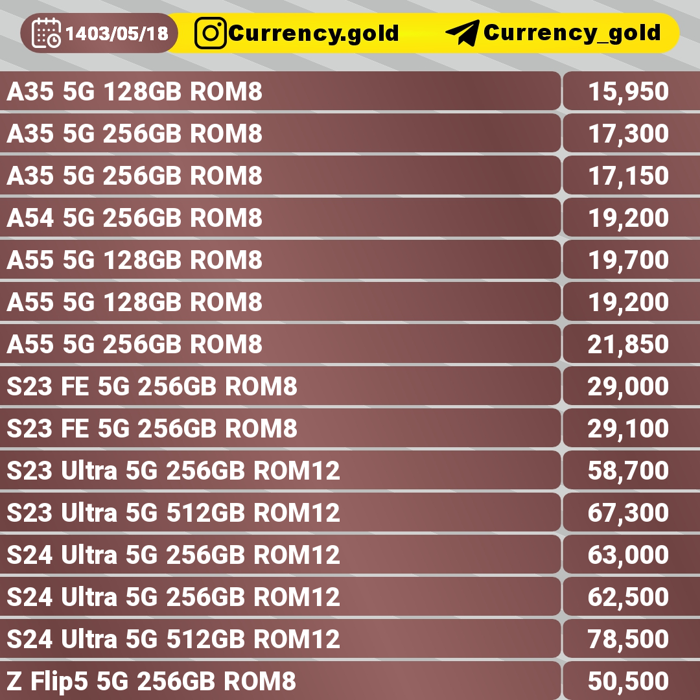 1403/05/18 Currency.gold Currency_gold
A35 5G 128GB ROM8 15,950
A35 5G 256GB ROM8 17,300
A35 5G 256GB ROM8 17,150
A54 5G 256GB ROM8 19,200
A55 5G 128GB ROM8 19,700
A55 5G 128GB ROM8 19,200
A55 5G 256GB ROM8 21,850
S23 FE 5G 256GB ROM8 29,000
S23 FE 5G 256GB ROM8 29,100
S23 Ultra 5G 256GB ROM12 58,700
S23 Ultra 5G 512GB ROM12 67,300
S24 Ultra 5G 256GB ROM12 63,000
S24 Ultra 5G 256GB ROM12 62,500
S24 Ultra 5G 512GB ROM12 78,500
Z Flip5 5G 256GB ROM8 50,500